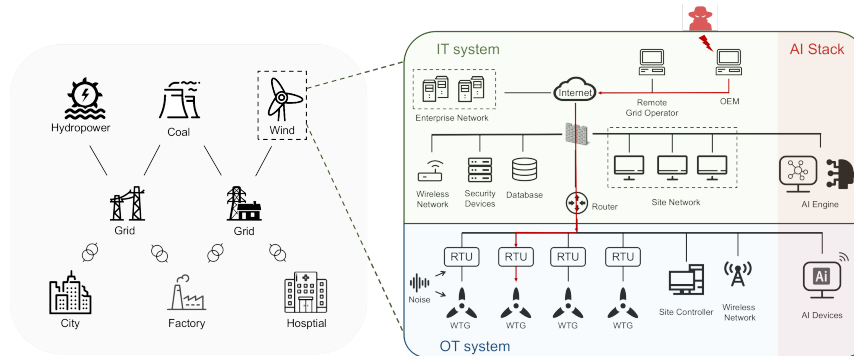 Hydropower
Coal
Wind
Grid
Grid
City
Factory
Hosptial
IT system
AI Stack
Internet
Enterprise Network
Remote
Grid Operator
OEM
Wireless
Network
Security
Devices
Database
Site Network
AI Engine
Router
RTU
RTU
RTU
RTU
Noise
WTG
WTG
WTG
WTG
Site Controller
Wireless
Network
Ai
AI Devices
OT system